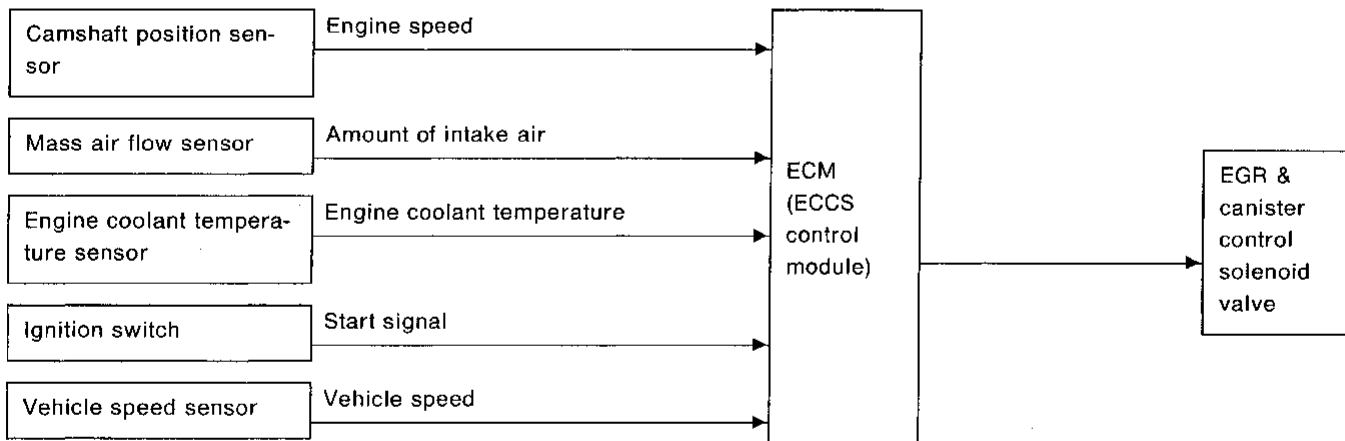 Camshaft position sen-
sor
Engine speed
Mass air flow sensor
Amount of intake air
Engine coolant tempera-
ture sensor
Engine coolant temperature
Ignition switch
Start signal
Vehicle speed sensor
Vehicle speed
ECM
(ECCS
control
module)
EGR &
canister
control
solenoid
valve